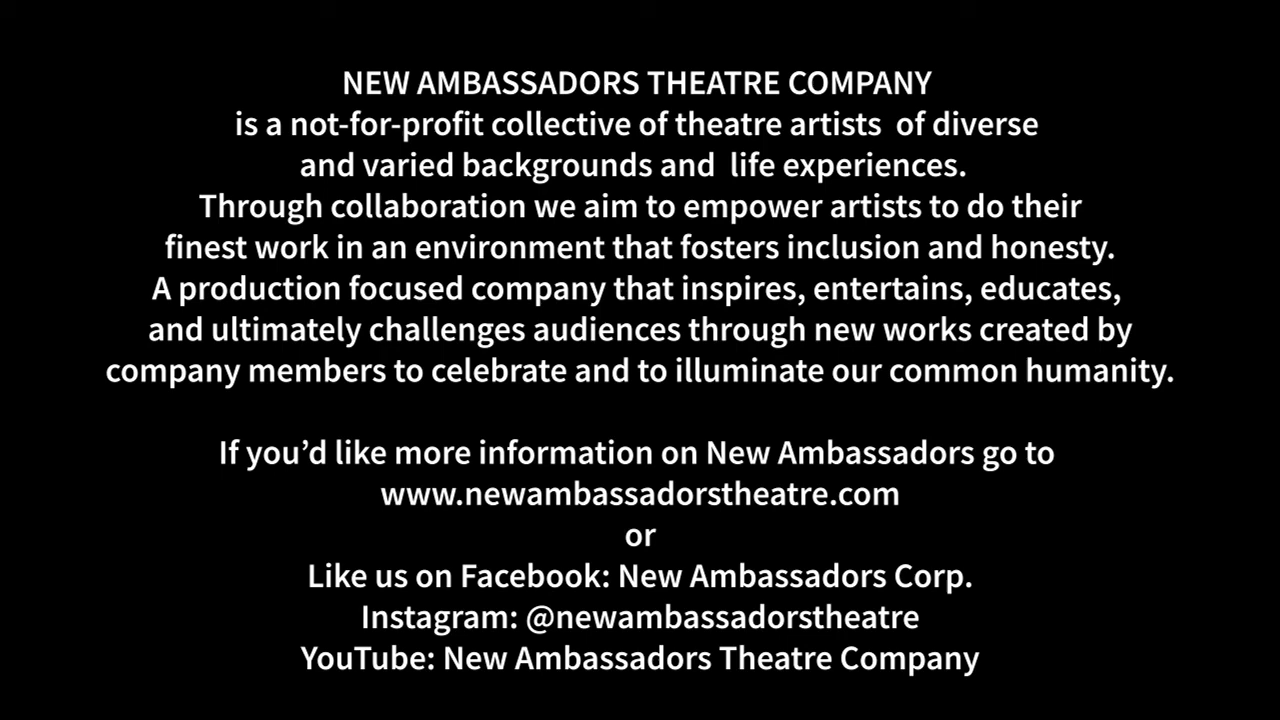 NEW AMBASSADORS THEATRE COMPANY
is a not-for-profit collective of theatre artists  of diverse
and varied backgrounds and  life experiences.
Through collaboration we aim to empower artists to do their
finest work in an environment that fosters inclusion and honesty.
A production focused company that inspires, entertains, educates,
and ultimately challenges audiences through new works created by
company members to celebrate and to illuminate our common humanity.
If you’d like more information on New Ambassadors go to
www.newambassadorstheatre.com
or
Like us on Facebook: New Ambassadors Corp.
Instagram: @newambassadorstheatre
YouTube: New Ambassadors Theatre Company